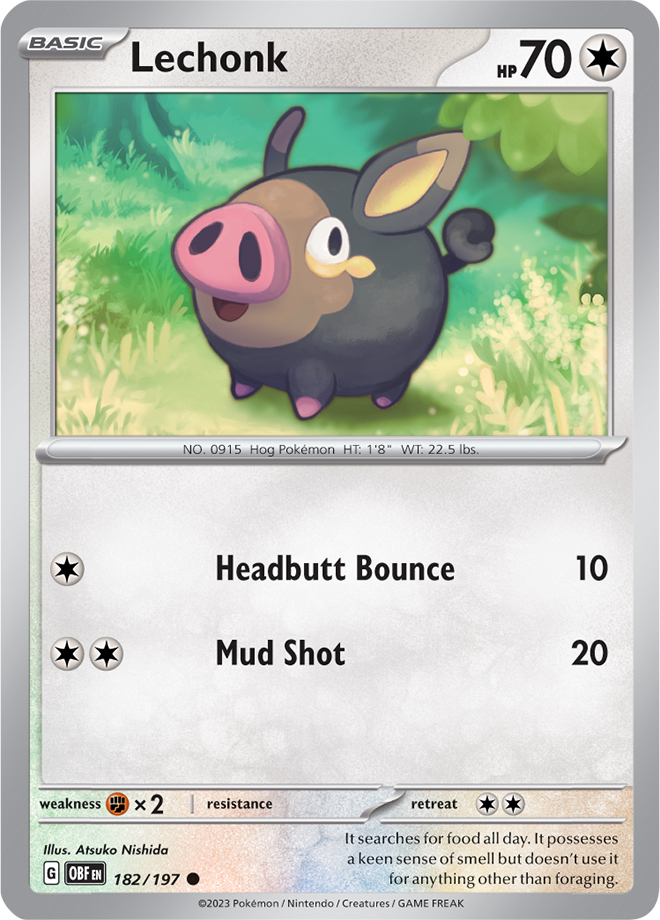 BASIC Lechonk HP 70
NO. 0915 Hog Pokémon HT: 1'8" WT: 22.5 lbs.
Headbutt Bounce 10
Mud Shot 20
weakness ×2 resistance retreat
Illus. Atsuko Nishida
It searches for food all day. It possesses
a keen sense of smell but doesn't use it
for anything other than foraging.
G OBF EN 182/197
©2023 Pokémon / Nintendo / Creatures / GAME FREAK